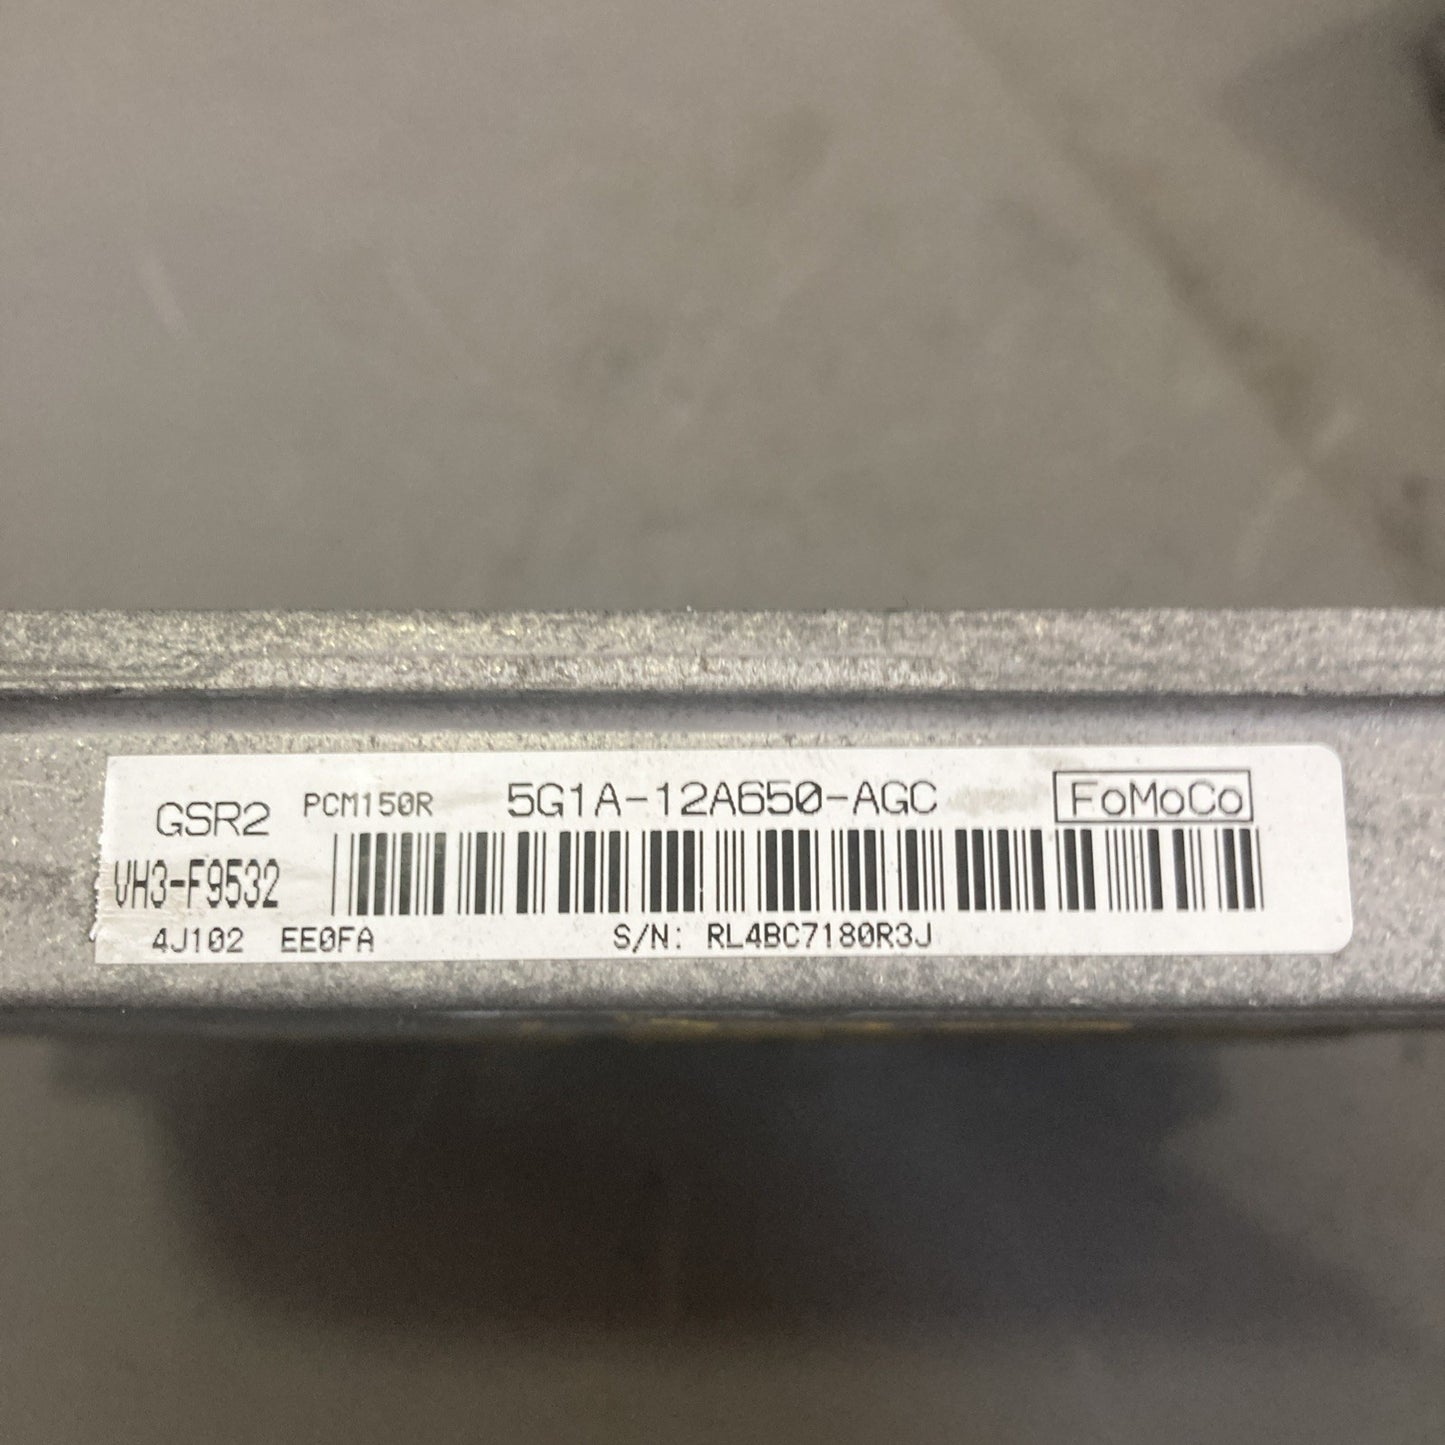 GSR2 PCM150R 5G1A-12A650-AGC FoMoCo
VH3-F9532
4J102 EE0FA S/N: RL4BC7180R3J